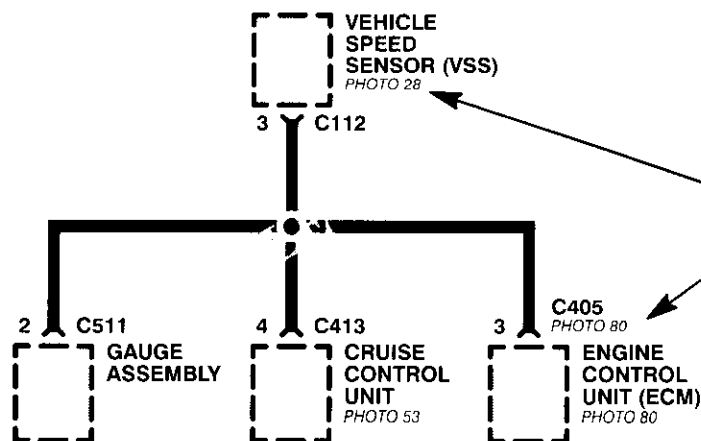 VEHICLE
SPEED
SENSOR (VSS)
PHOTO 28
3 C112
2 C511
GAUGE
ASSEMBLY
4 C413
CRUISE
CONTROL
UNIT
PHOTO 53
C405
3 PHOTO 80
ENGINE
CONTROL
UNIT (ECM)
PHOTO 80